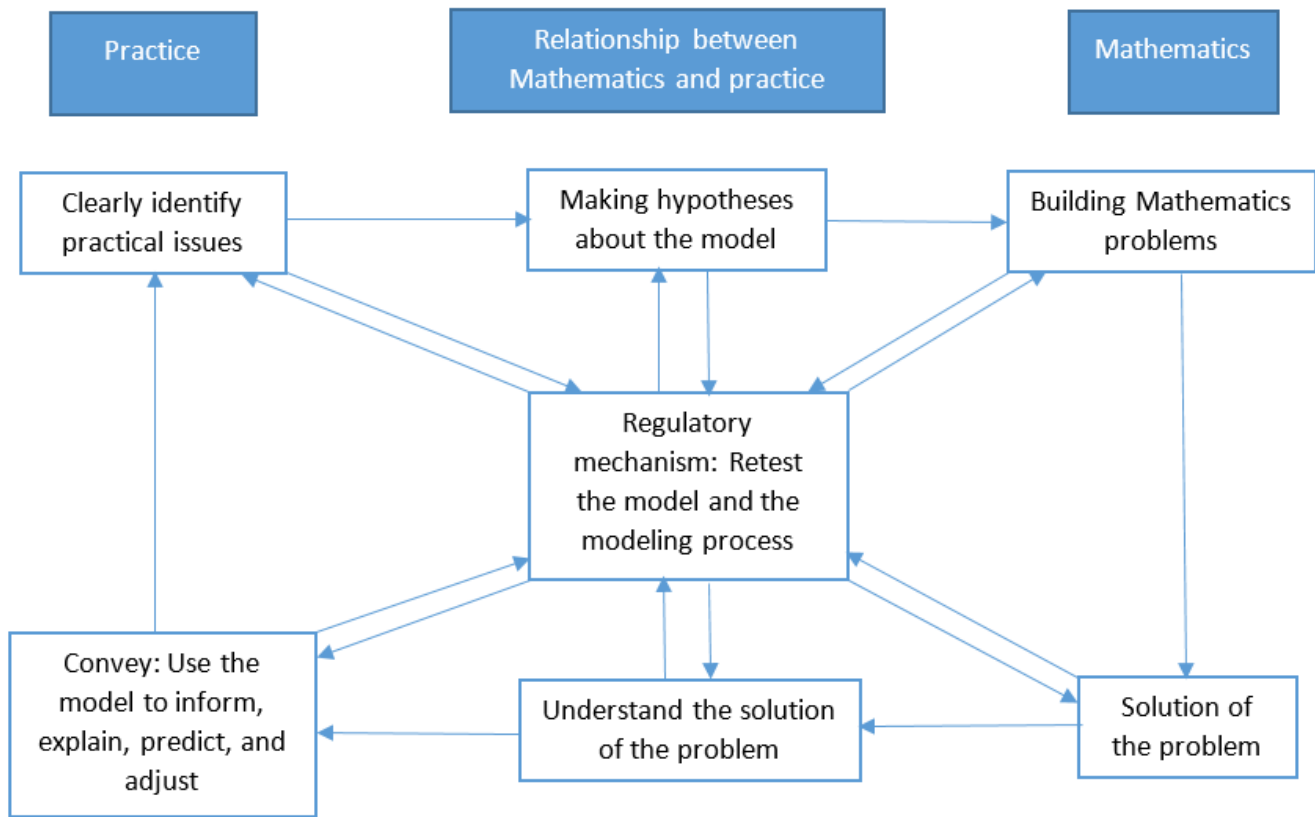 Practice
Relationship between
Mathematics and practice
Mathematics
Clearly identify
practical issues
Making hypotheses
about the model
Building Mathematics
problems
Regulatory
mechanism: Retest
the model and the
modeling process
Convey: Use the
model to inform,
explain, predict, and
adjust
Understand the solution
of the problem
Solution of
the problem